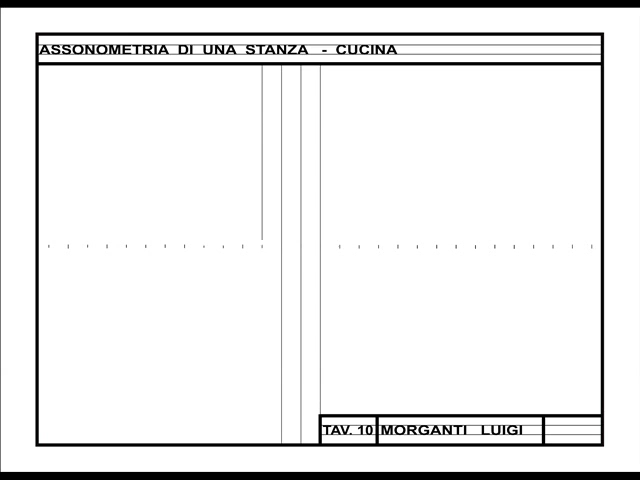 ASSONOMETRIA DI UNA STANZA - CUCINA
TAV. 10 MORGANTI LUIGI